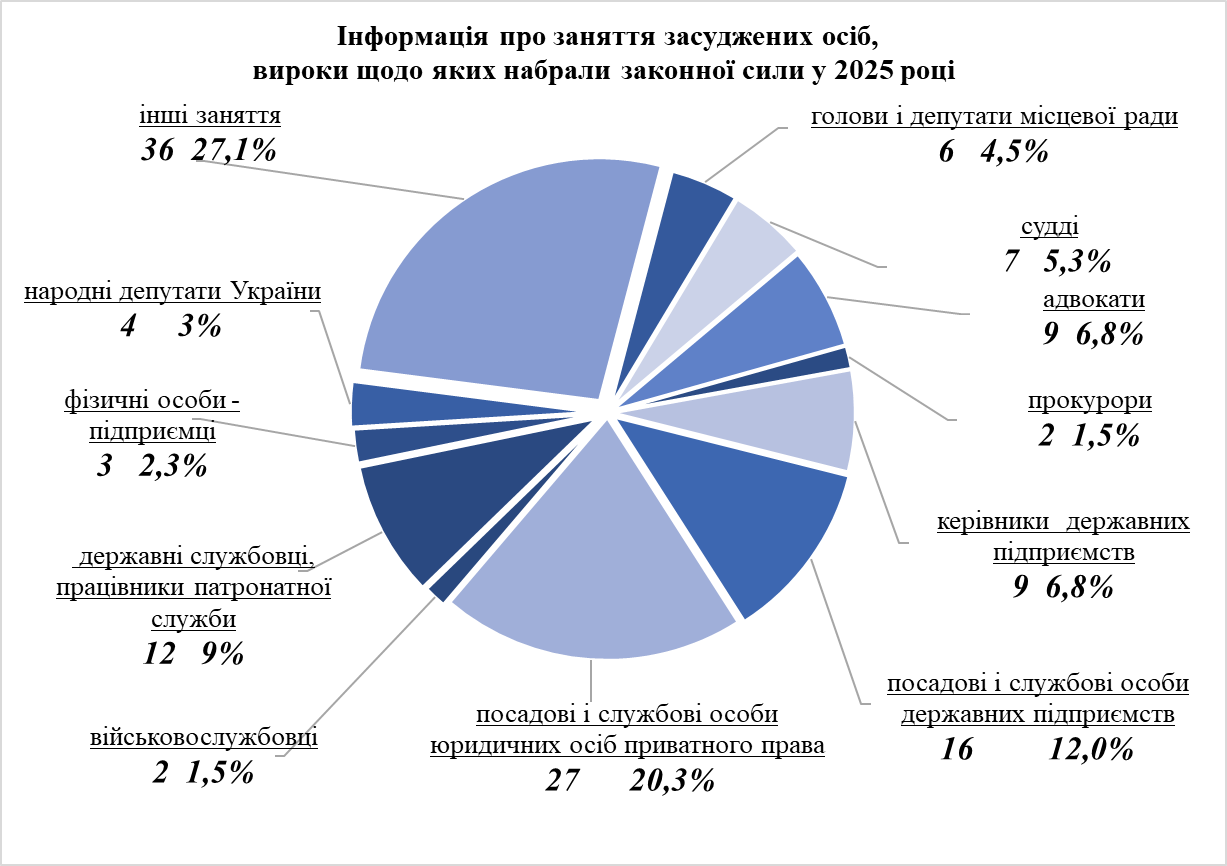 Інформація про заняття засуджених осіб,
вироки щодо яких набрали законної сили у 2025 році
інші заняття
36 27,1%
голови і депутати місцевої ради
6 4,5%
судді
7 5,3%
адвокати
9 6,8%
прокурори
2 1,5%
керівники державних
підприємств
9 6,8%
посадові і службові особи
державних підприємств
16 12,0%
посадові і службові особи
юридичних осіб приватного права
27 20,3%
військовослужбовці
2 1,5%
державні службовці,
працівники патронатної
служби
12 9%
фізичні особи -
підприємці
3 2,3%
народні депутати України
4 3%